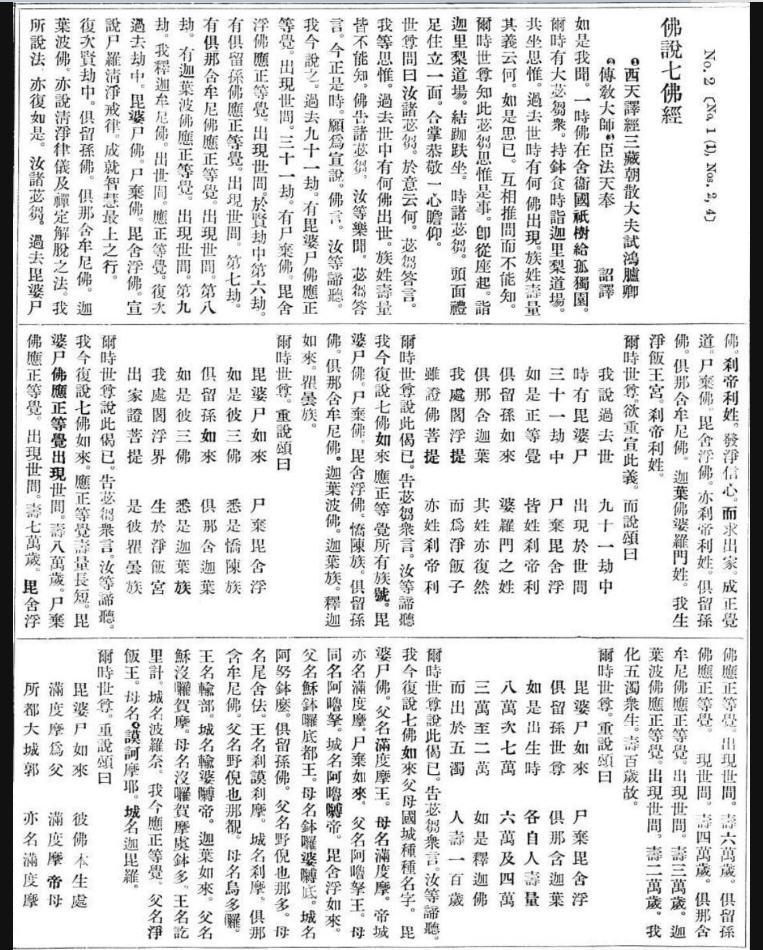 No. 2 [No. 1 (1), Nos. 3, 4]
佛說七佛經
❶西天譯經三藏朝散大夫試鴻臚卿
❷傳敎大師❸臣法天奉　詔譯
如是我聞。一時佛在舍衞國祇樹給孤獨園。
爾時有大苾芻衆。持鉢食時詣迦里梨道場。
共坐思惟。過去世時有何佛出現。族姓壽量
其義云何。如是思已。互相推問而不能知。
爾時世尊知此苾芻思惟是事。卽從座起。詣
迦里梨道場。結跏趺坐。時諸苾芻。頭面禮
足住立一面。合掌恭敬一心瞻仰。
世尊問曰汝諸苾芻。於意云何。苾芻答言。
我等思惟。過去世中有何佛出世。族姓壽量
皆不能知。佛告諸苾芻。汝等樂聞。苾芻答
言。今正是時。願爲宣說。佛言。汝等諦聽。
我今說之。過去九十一劫。有毘婆尸佛應正
等覺。出現世間。三十一劫。有尸棄佛。毘舍
浮佛應正等覺。出現世間。於賢劫中第六劫。
有俱留孫佛應正等覺。出現世間。第七劫。
有俱那舍牟尼佛應正等覺。出現世間。第八
劫。有迦葉波佛應正等覺。出現世間。第九
劫。我釋迦牟尼佛。出世間。應正等覺。復次
過去劫中。毘婆尸佛。尸棄佛。毘舍浮佛。宣
說尸羅淸淨戒律。成就智慧最上之行。
復次賢劫中。俱留孫佛。俱那舍牟尼佛。迦
葉波佛。亦說淸淨律儀及禪定解脫之法。我
所說法。亦復如是。汝諸苾芻。過去毘婆尸
佛。刹帝利姓。發淨信心。而求出家。成正覺
道。尸棄佛。毘舍浮佛。亦刹帝利姓。俱留孫
佛。俱那舍牟尼佛。迦葉佛婆羅門姓。我生
淨飯王宮。刹帝利姓。
爾時世尊。欲重宣此義。而說頌曰
我說過去世　九十一劫中
時有毘婆尸　出現於世間
三十一劫中　尸棄毘舍浮
如是正等覺　皆姓刹帝利
俱留孫如來　婆羅門之姓
俱那舍迦葉　其姓亦復然
我處閻浮提　而爲淨飯子
雖證佛菩提　亦姓刹帝利
爾時世尊說此偈已。告苾芻衆言。汝等諦聽。
我今復說七佛如來應正等覺所有族號。毘
婆尸佛。尸棄佛。毘舍浮佛。憍陳族。俱留孫
佛。俱那舍牟尼佛。迦葉波佛。迦葉族。釋迦
如來。瞿曇族。
爾時世尊。重說頌曰
毘婆尸如來　尸棄毘舍浮
如是彼三佛　悉是憍陳族
俱留孫如來　俱那舍迦葉
如是彼三佛　悉是迦葉族
我處閻浮界　生於淨飯宮
出家證菩提　是彼瞿曇族
爾時世尊說此偈已。告苾芻衆言。汝等諦聽。
我今復說七佛如來。應正等覺壽量長短。毘
婆尸佛應正等覺出現世間。壽八萬歲。尸棄
佛應正等覺。出現世間。壽七萬歲。毘舍浮
佛應正等覺。出現世間。壽六萬歲。俱留孫
佛應正等覺。　現世間。壽四萬歲。俱那舍
牟尼佛應正等覺。出現世間。壽三萬歲。迦
葉波佛應正等覺。出現世間。壽二萬歲。我
化五濁衆生。壽百歲故。
爾時世尊。重說頌曰
毘婆尸如來　尸棄毘舍浮
俱留孫世尊　俱那舍迦葉
如是出生時　各自人壽量
八萬次七萬　六萬及四萬
三萬至二萬　如是釋迦佛
而出於五濁　人壽一百歲
爾時世尊說此偈已。告苾芻衆言。汝等諦聽。
我今復說七佛如來父母國城種種名字。毘
婆尸佛。父名滿度摩王。母名滿度摩。帝城
亦名滿度摩。尸棄如來。父名阿嚕拏王。母
同名阿嚕拏。城名阿嚕嚩帝。毘舍浮如來。
父名穌鉢囉底都王。母名鉢囉婆嚩底。城名
阿努鉢麼。俱留孫佛。父名野倪也那多。母
名尾舍佉。王名刹謨利摩。城名利摩。俱那
含牟尼佛。父名野倪也那覩。母名烏多囉。
王名輸部。城名輸婆嚩帝。迦葉如來。父名
穌沒囉賀摩。母名沒囉賀摩虞鉢多。王名訖
里計。城名波羅奈。我今應正等覺。父名淨
飯王。母名❹謨訶摩耶。城名迦毘羅。
爾時世尊。重說頌曰
毘婆尸如來　彼佛本生處
滿度摩爲父　滿度摩帝母
所都大城郭　亦名滿度摩